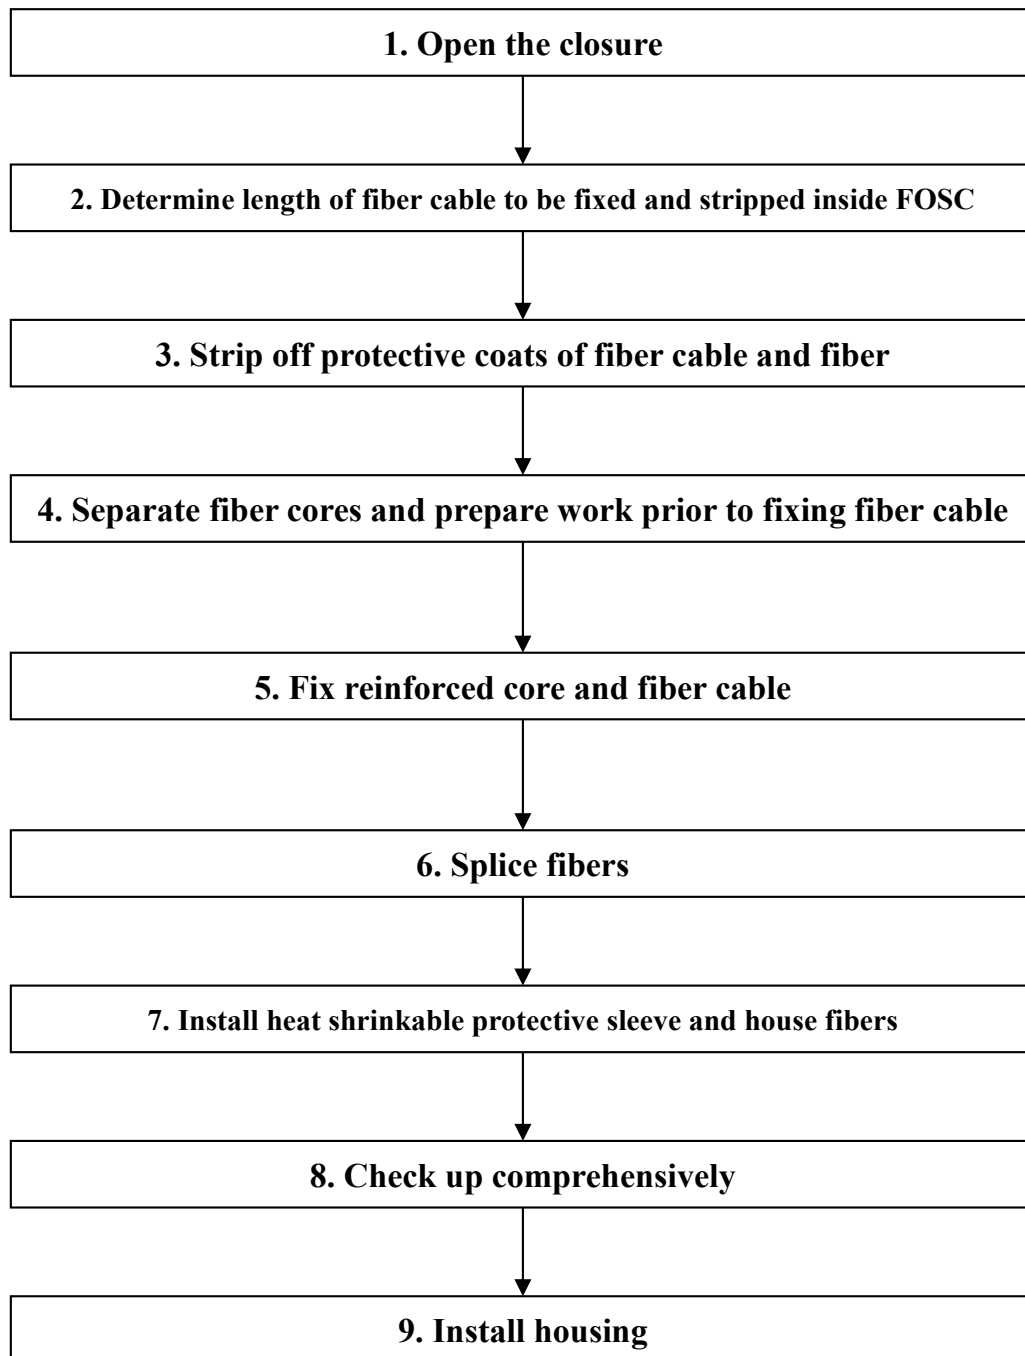 1. Open the closure
2. Determine length of fiber cable to be fixed and stripped inside FOSC
3. Strip off protective coats of fiber cable and fiber
4. Separate fiber cores and prepare work prior to fixing fiber cable
5. Fix reinforced core and fiber cable
6. Splice fibers
7. Install heat shrinkable protective sleeve and house fibers
8. Check up comprehensively
9. Install housing